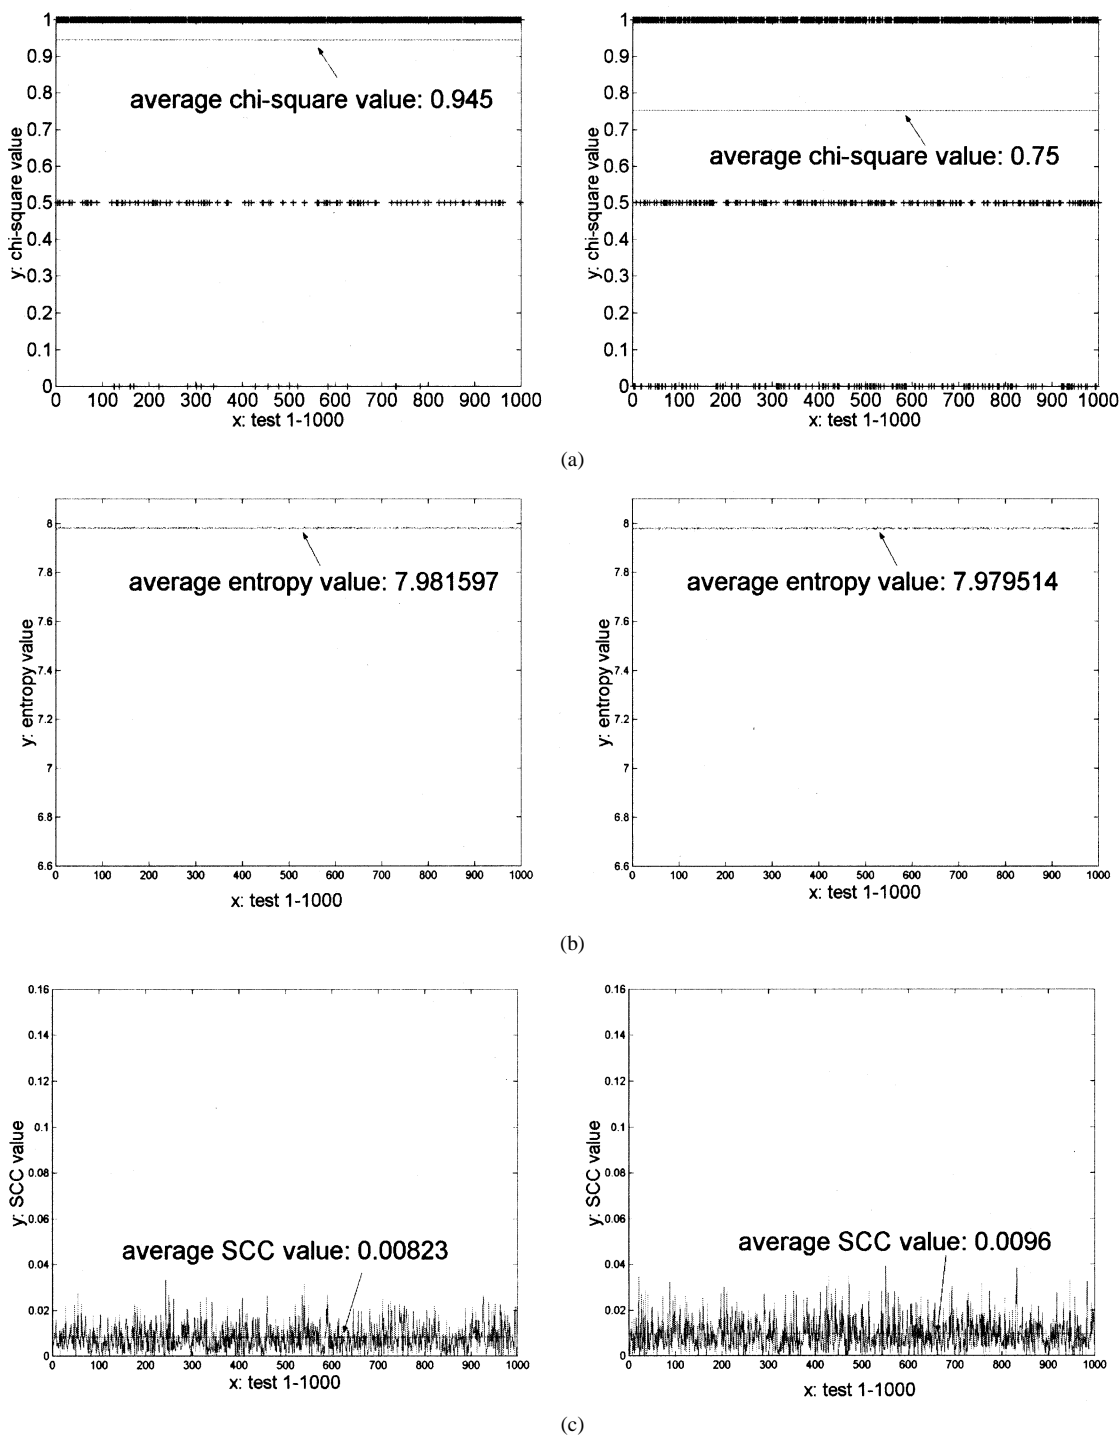 1
0.9
0.8
0.7
0.6
0.5
0.4
0.3
0.2
0.1
0
y: chi-square value
average chi-square value: 0.945
0 100 200 300 400 500 600 700 800 900 1000
x: test 1-1000
1
0.9
0.8
0.7
0.6
0.5
0.4
0.3
0.2
0.1
0
y: chi-square value
average chi-square value: 0.75
0 100 200 300 400 500 600 700 800 900 1000
x: test 1-1000
(a)
8
7.8
7.6
7.4
7.2
7
6.8
6.6
y: entropy value
average entropy value: 7.981597
0 100 200 300 400 500 600 700 800 900 1000
x: test 1-1000
8
7.8
7.6
7.4
7.2
7
6.8
6.6
y: entropy value
average entropy value: 7.979514
0 100 200 300 400 500 600 700 800 900 1000
x: test 1-1000
(b)
0.16
0.14
0.12
0.1
0.08
0.06
0.04
0.02
0
y: SCC value
average SCC value: 0.00823
0 100 200 300 400 500 600 700 800 900 1000
x: test 1-1000
0.16
0.14
0.12
0.1
0.08
0.06
0.04
0.02
0
y: SCC value
average SCC value: 0.0096
0 100 200 300 400 500 600 700 800 900 1000
x: test 1-1000
(c)